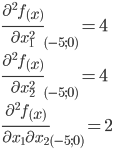 ∂²f(x)/∂x₁² (−5;0) = 4
∂²f(x)/∂x₂² (−5;0) = 4
∂²f(x)/∂x₁∂x₂ (−5;0) = 2